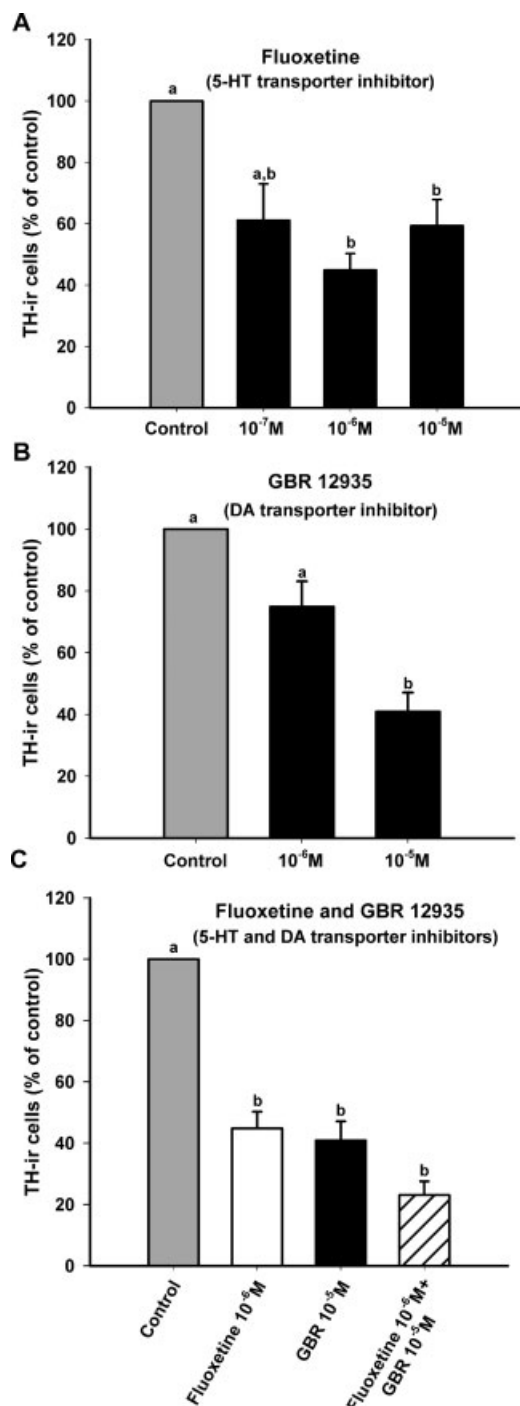 A
Fluoxetine
(5-HT transporter inhibitor)
TH-ir cells (% of control)
120
100
80
60
40
20
0
a
a,b
b
b
Control
10⁻⁷M
10⁻⁶M
10⁻⁵M
B
GBR 12935
(DA transporter inhibitor)
TH-ir cells (% of control)
120
100
80
60
40
20
0
a
a
b
Control
10⁻⁶M
10⁻⁵M
C
Fluoxetine and GBR 12935
(5-HT and DA transporter inhibitors)
TH-ir cells (% of control)
120
100
80
60
40
20
0
a
b
b
b
Control
Fluoxetine 10⁻⁶M
GBR 10⁻⁵M
Fluoxetine 10⁻⁶M+
GBR 10⁻⁵M